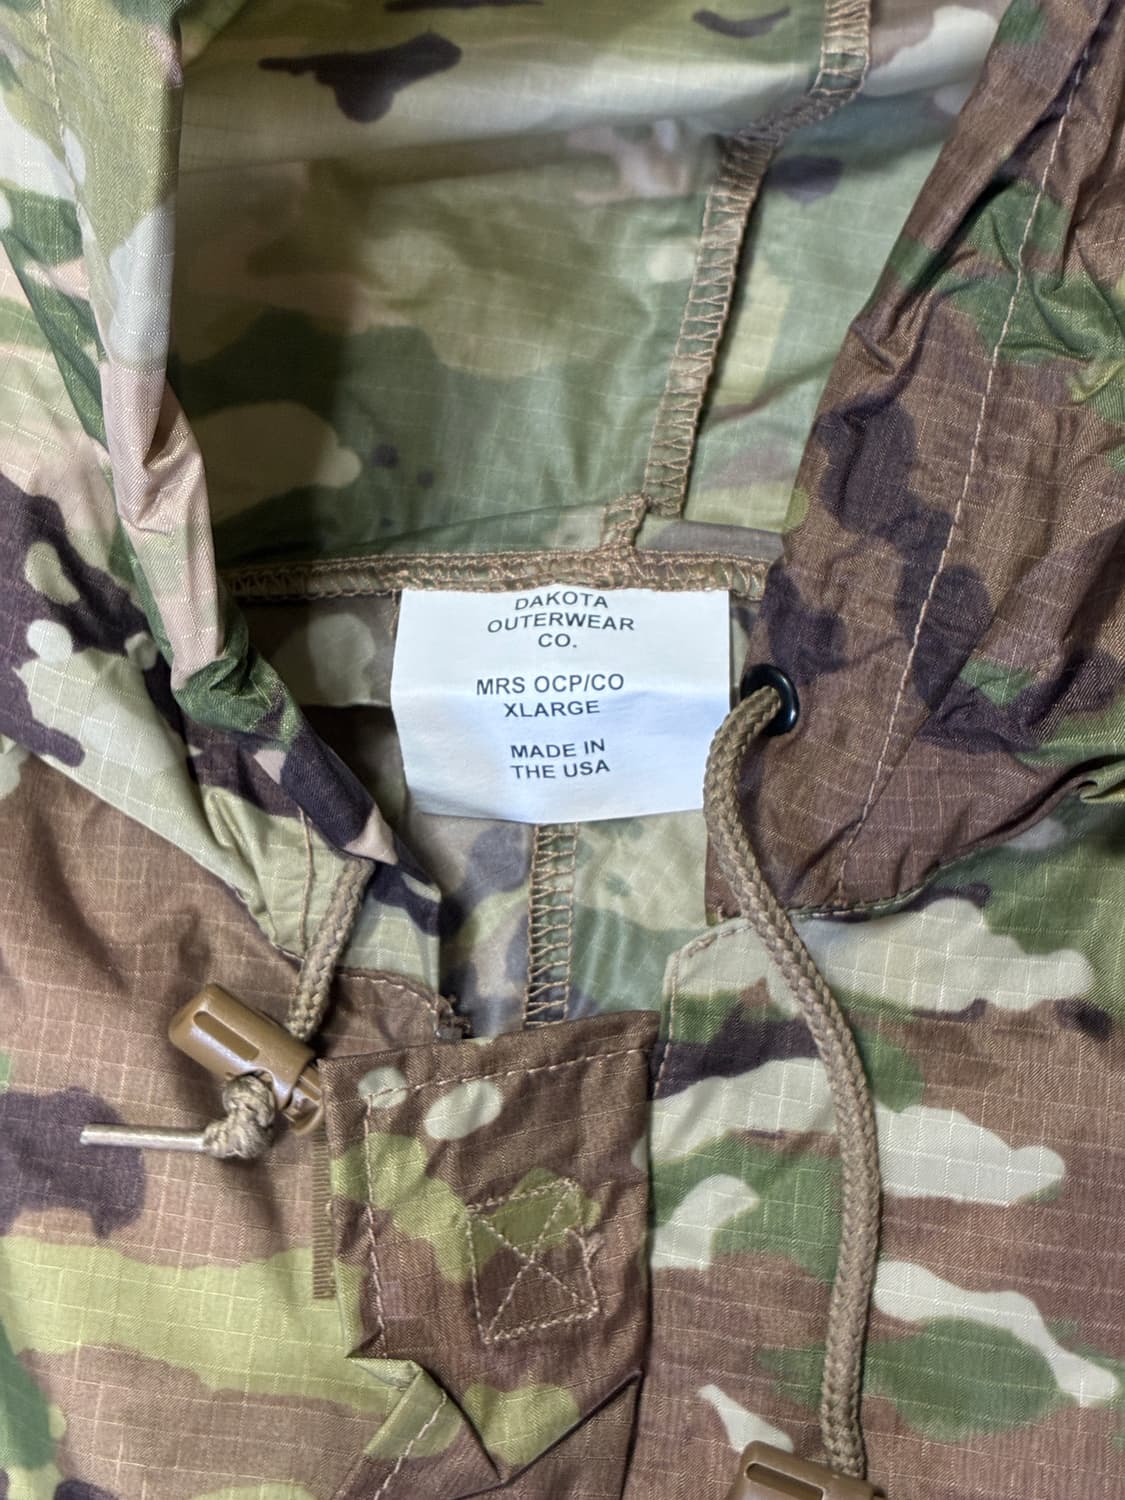 DAKOTA
OUTERWEAR
CO.
MRS OCP/CO
XLARGE
MADE IN
THE USA